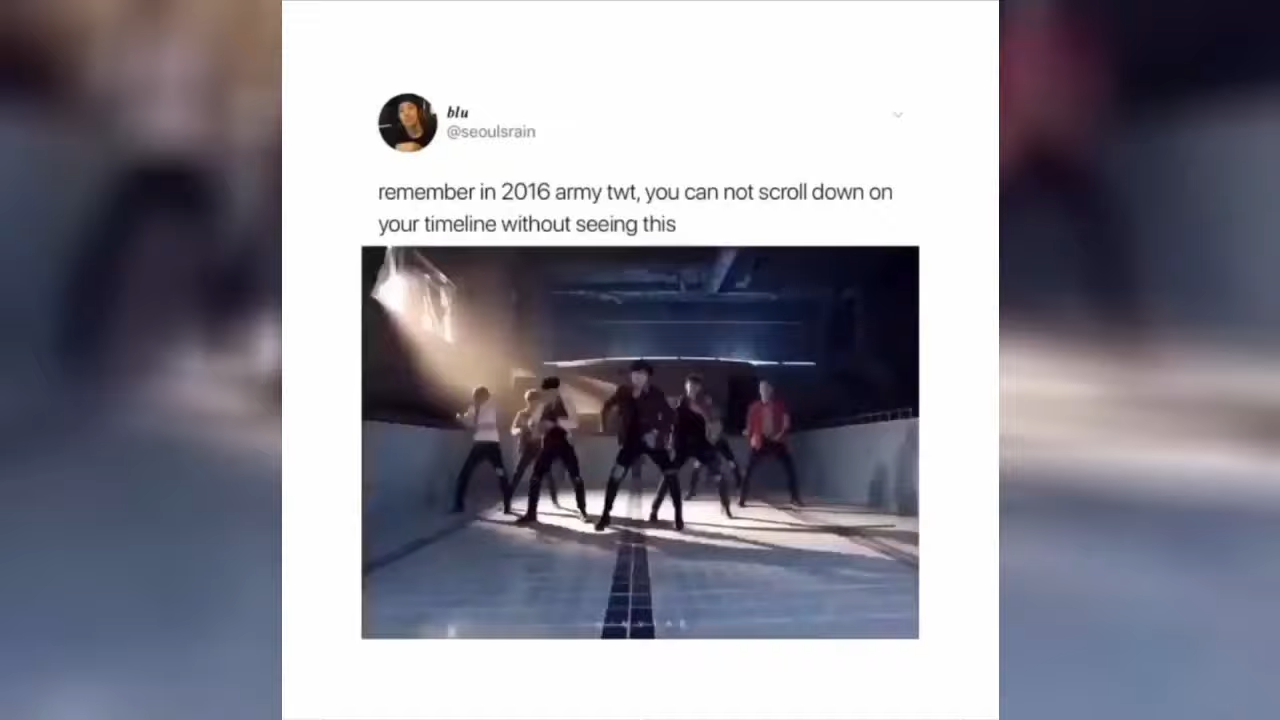 blu
@seoulsrain
remember in 2016 army twt, you can not scroll down on
your timeline without seeing this